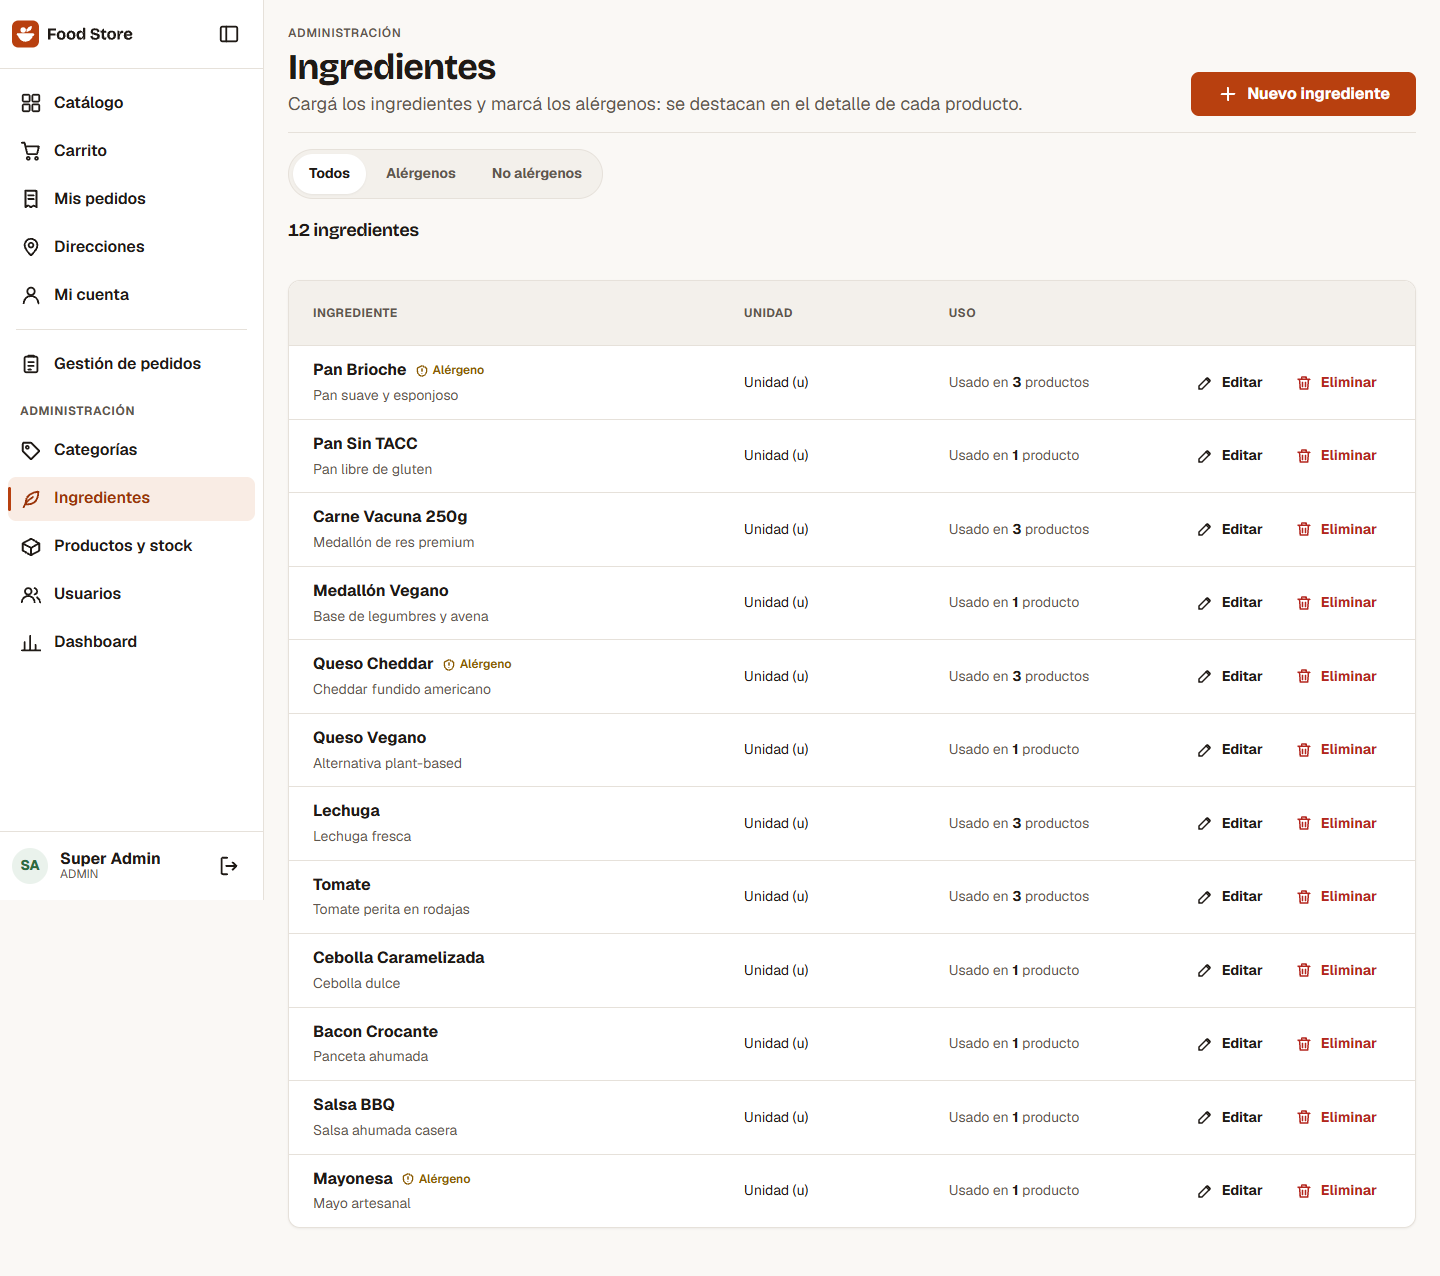 Food Store
Catálogo
Carrito
Mis pedidos
Direcciones
Mi cuenta
Gestión de pedidos
ADMINISTRACIÓN
Categorías
Ingredientes
Productos y stock
Usuarios
Dashboard
SA
Super Admin
ADMIN
ADMINISTRACIÓN
Ingredientes
Cargá los ingredientes y marcá los alérgenos: se destacan en el detalle de cada producto.
Nuevo ingrediente
Todos Alérgenos No alérgenos
12 ingredientes
INGREDIENTE UNIDAD USO
Pan Brioche Alérgeno
Pan suave y esponjoso
Unidad (u) Usado en 3 productos Editar Eliminar
Pan Sin TACC
Pan libre de gluten
Unidad (u) Usado en 1 producto Editar Eliminar
Carne Vacuna 250g
Medallón de res premium
Unidad (u) Usado en 3 productos Editar Eliminar
Medallón Vegano
Base de legumbres y avena
Unidad (u) Usado en 1 producto Editar Eliminar
Queso Cheddar Alérgeno
Cheddar fundido americano
Unidad (u) Usado en 3 productos Editar Eliminar
Queso Vegano
Alternativa plant-based
Unidad (u) Usado en 1 producto Editar Eliminar
Lechuga
Lechuga fresca
Unidad (u) Usado en 3 productos Editar Eliminar
Tomate
Tomate perita en rodajas
Unidad (u) Usado en 3 productos Editar Eliminar
Cebolla Caramelizada
Cebolla dulce
Unidad (u) Usado en 1 producto Editar Eliminar
Bacon Crocante
Panceta ahumada
Unidad (u) Usado en 1 producto Editar Eliminar
Salsa BBQ
Salsa ahumada casera
Unidad (u) Usado en 1 producto Editar Eliminar
Mayonesa Alérgeno
Mayo artesanal
Unidad (u) Usado en 1 producto Editar Eliminar